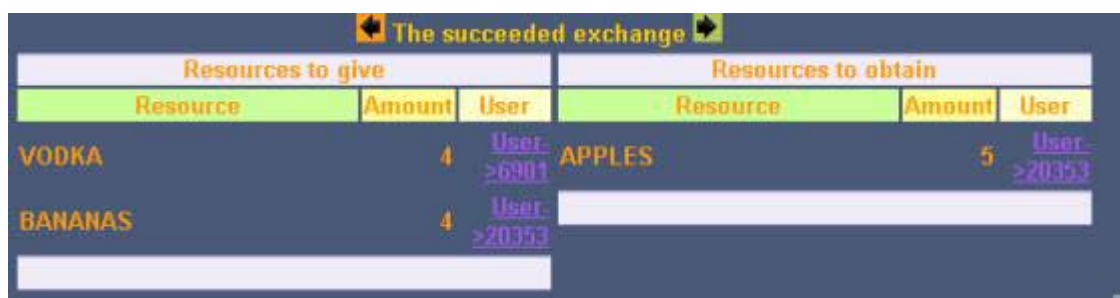 The succeeded exchange
Resources to give Resources to obtain
Resource Amount User Resource Amount User
VODKA 4 User->6901 APPLES 5 User->20353
BANANAS 4 User->20353